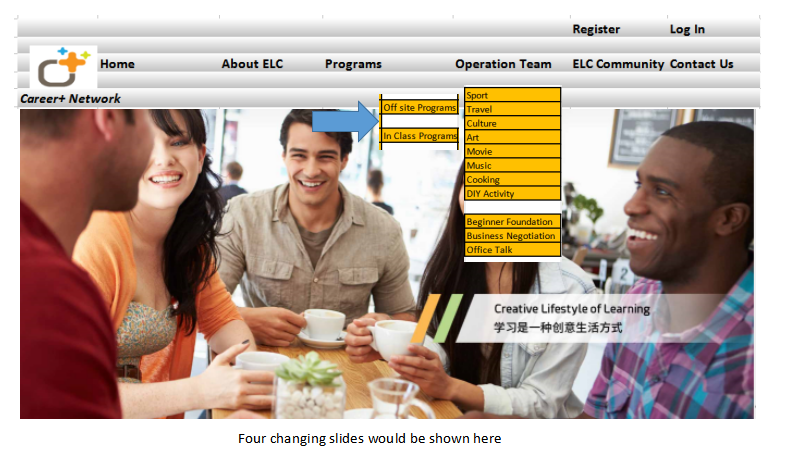 Register Log In
Home About ELC Programs Operation Team ELC Community Contact Us
Career+ Network
Off site Programs
In Class Programs
Sport
Travel
Culture
Art
Movie
Music
Cooking
DIY Activity
Beginner Foundation
Business Negotiation
Office Talk
Creative Lifestyle of Learning
学习是一种创意生活方式
Four changing slides would be shown here